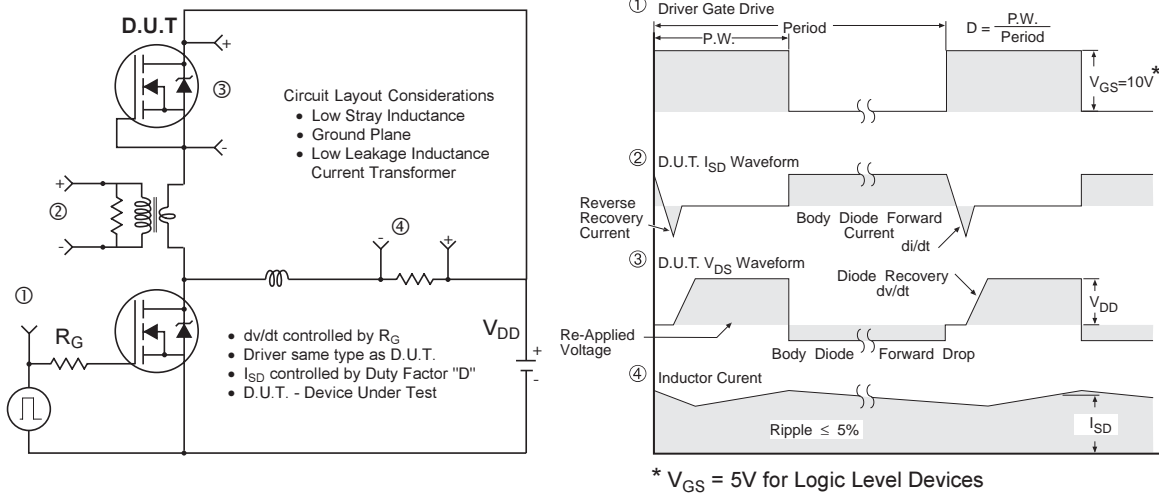 D.U.T
+
③
-
Circuit Layout Considerations
• Low Stray Inductance
• Ground Plane
• Low Leakage Inductance
Current Transformer
+
②
-
④
-
+
①
R_G
V_DD
+
-
• dv/dt controlled by R_G
• Driver same type as D.U.T.
• I_SD controlled by Duty Factor "D"
• D.U.T. - Device Under Test
① Driver Gate Drive
P.W.
Period
D = P.W. / Period
V_GS=10V *
② D.U.T. I_SD Waveform
Reverse
Recovery
Current
Body Diode Forward
Current
di/dt
③ D.U.T. V_DS Waveform
Diode Recovery
dv/dt
V_DD
Re-Applied
Voltage
Body Diode Forward Drop
④ Inductor Curent
Ripple ≤ 5%
I_SD
* V_GS = 5V for Logic Level Devices